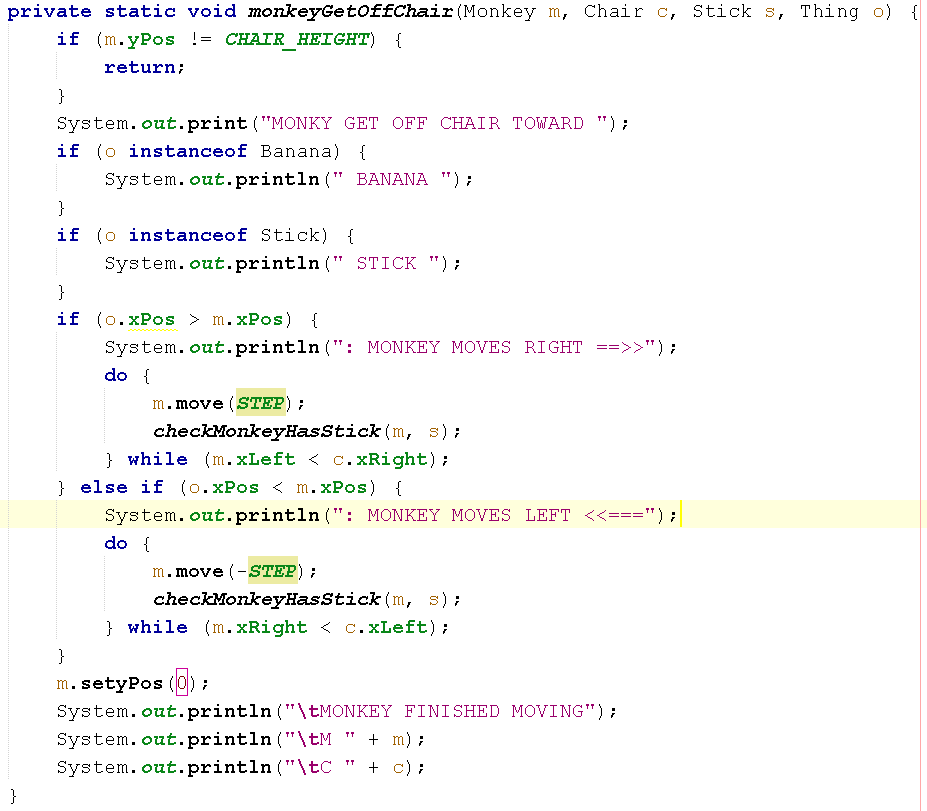 private static void monkeyGetOffChair(Monkey m, Chair c, Stick s, Thing o) {
    if (m.yPos != CHAIR_HEIGHT) {
        return;
    }
    System.out.print("MONKY GET OFF CHAIR TOWARD ");
    if (o instanceof Banana) {
        System.out.println(" BANANA ");
    }
    if (o instanceof Stick) {
        System.out.println(" STICK ");
    }
    if (o.xPos > m.xPos) {
        System.out.println(": MONKEY MOVES RIGHT ==>>");
        do {
            m.move(STEP);
            checkMonkeyHasStick(m, s);
        } while (m.xLeft < c.xRight);
    } else if (o.xPos < m.xPos) {
        System.out.println(": MONKEY MOVES LEFT <<===");
        do {
            m.move(-STEP);
            checkMonkeyHasStick(m, s);
        } while (m.xRight < c.xLeft);
    }
    m.setyPos(0);
    System.out.println("\tMONKEY FINISHED MOVING");
    System.out.println("\tM " + m);
    System.out.println("\tC " + c);
}